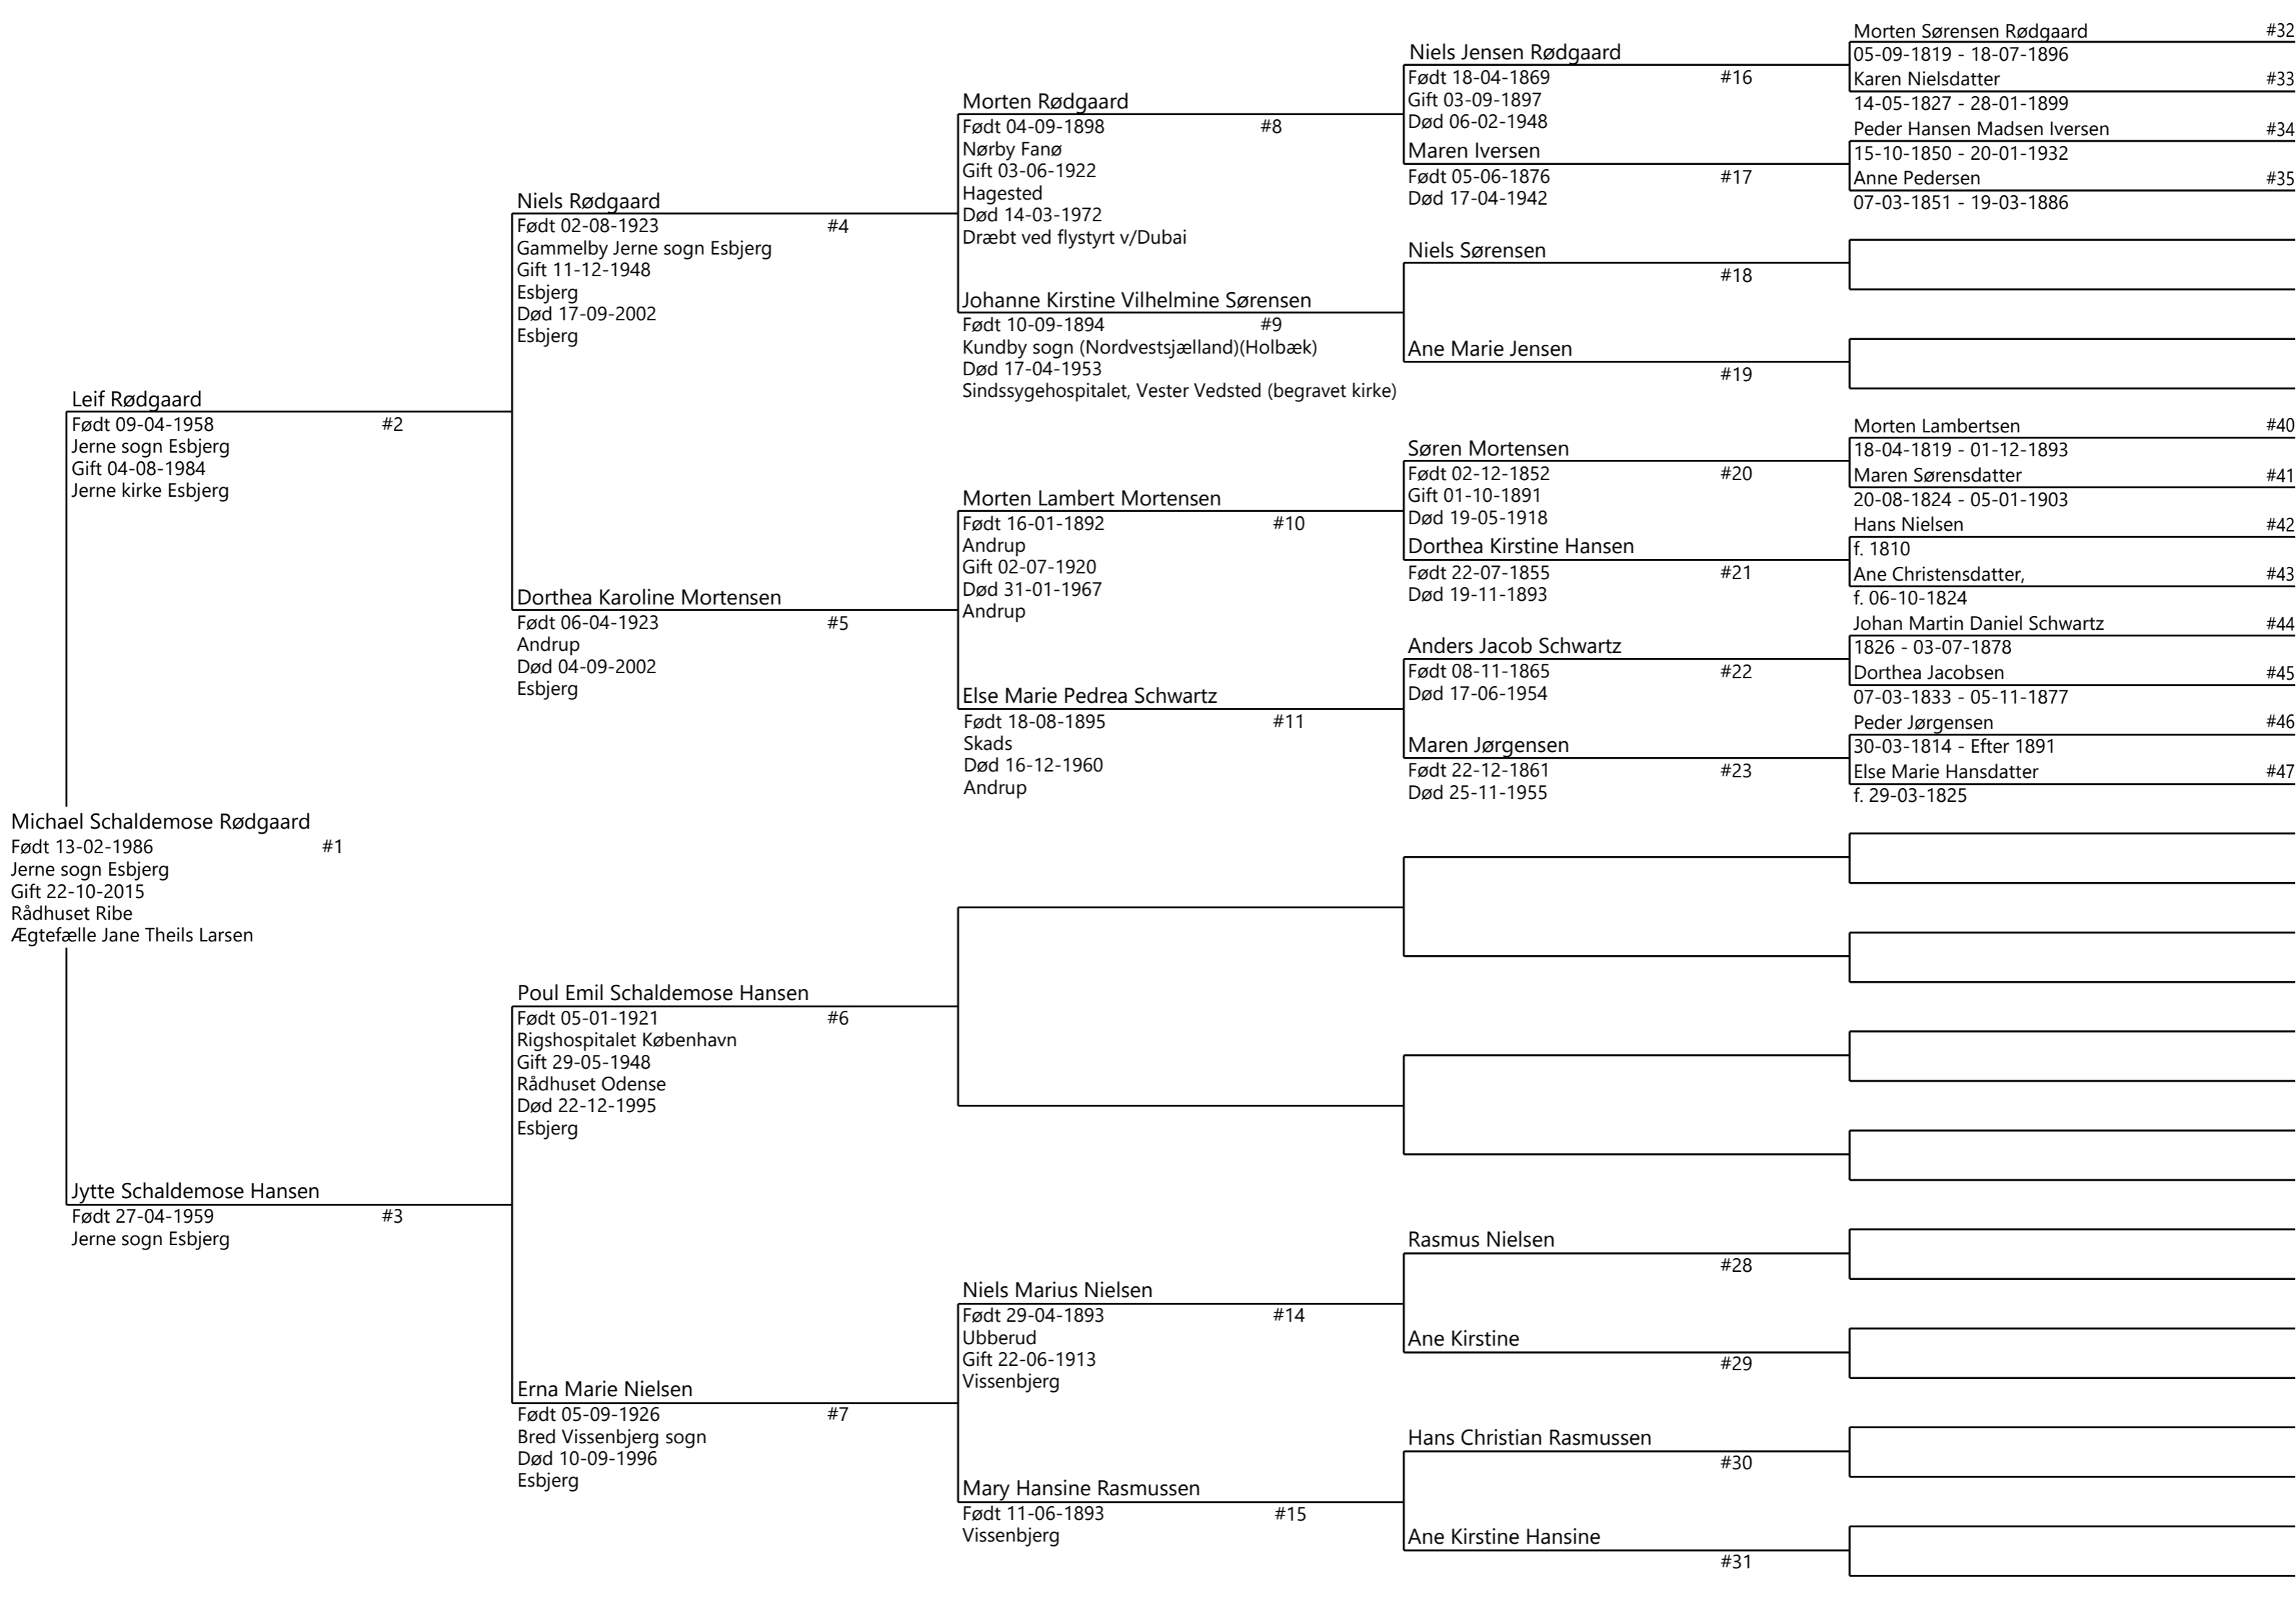 Michael Schaldemose Rødgaard
Født 13-02-1986 #1
Jerne sogn Esbjerg
Gift 22-10-2015
Rådhuset Ribe
Ægtefælle Jane Theils Larsen
Leif Rødgaard
Født 09-04-1958 #2
Jerne sogn Esbjerg
Gift 04-08-1984
Jerne kirke Esbjerg
Jytte Schaldemose Hansen
Født 27-04-1959 #3
Jerne sogn Esbjerg
Niels Rødgaard
Født 02-08-1923 #4
Gammelby Jerne sogn Esbjerg
Gift 11-12-1948
Esbjerg
Død 17-09-2002
Esbjerg
Dorthea Karoline Mortensen
Født 06-04-1923 #5
Andrup
Død 04-09-2002
Esbjerg
Poul Emil Schaldemose Hansen
Født 05-01-1921 #6
Rigshospitalet København
Gift 29-05-1948
Rådhuset Odense
Død 22-12-1995
Esbjerg
Erna Marie Nielsen
Født 05-09-1926 #7
Bred Vissenbjerg sogn
Død 10-09-1996
Esbjerg
Morten Rødgaard
Født 04-09-1898 #8
Nørby Fanø
Gift 03-06-1922
Hagested
Død 14-03-1972
Dræbt ved flystyrt v/Dubai
Johanne Kirstine Vilhelmine Sørensen
Født 10-09-1894 #9
Kundby sogn (Nordvestsjælland)(Holbæk)
Død 17-04-1953
Sindssygehospitalet, Vester Vedsted (begravet kirke)
Morten Lambert Mortensen
Født 16-01-1892 #10
Andrup
Gift 02-07-1920
Død 31-01-1967
Andrup
Else Marie Pedrea Schwartz
Født 18-08-1895 #11
Skads
Død 16-12-1960
Andrup
Niels Marius Nielsen
Født 29-04-1893 #14
Ubberud
Gift 22-06-1913
Vissenbjerg
Mary Hansine Rasmussen
Født 11-06-1893 #15
Vissenbjerg
Niels Jensen Rødgaard
Født 18-04-1869 #16
Gift 03-09-1897
Død 06-02-1948
Maren Iversen
Født 05-06-1876 #17
Død 17-04-1942
Niels Sørensen
#18
Ane Marie Jensen
#19
Søren Mortensen
Født 02-12-1852 #20
Gift 01-10-1891
Død 19-05-1918
Dorthea Kirstine Hansen
Født 22-07-1855 #21
Død 19-11-1893
Anders Jacob Schwartz
Født 08-11-1865 #22
Død 17-06-1954
Maren Jørgensen
Født 22-12-1861 #23
Død 25-11-1955
Rasmus Nielsen
#28
Ane Kirstine
#29
Hans Christian Rasmussen
#30
Ane Kirstine Hansine
#31
Morten Sørensen Rødgaard #32
05-09-1819 - 18-07-1896
Karen Nielsdatter #33
14-05-1827 - 28-01-1899
Peder Hansen Madsen Iversen #34
15-10-1850 - 20-01-1932
Anne Pedersen #35
07-03-1851 - 19-03-1886
Morten Lambertsen #40
18-04-1819 - 01-12-1893
Maren Sørensdatter #41
20-08-1824 - 05-01-1903
Hans Nielsen #42
f. 1810
Ane Christensdatter, #43
f. 06-10-1824
Johan Martin Daniel Schwartz #44
1826 - 03-07-1878
Dorthea Jacobsen #45
07-03-1833 - 05-11-1877
Peder Jørgensen #46
30-03-1814 - Efter 1891
Else Marie Hansdatter #47
f. 29-03-1825